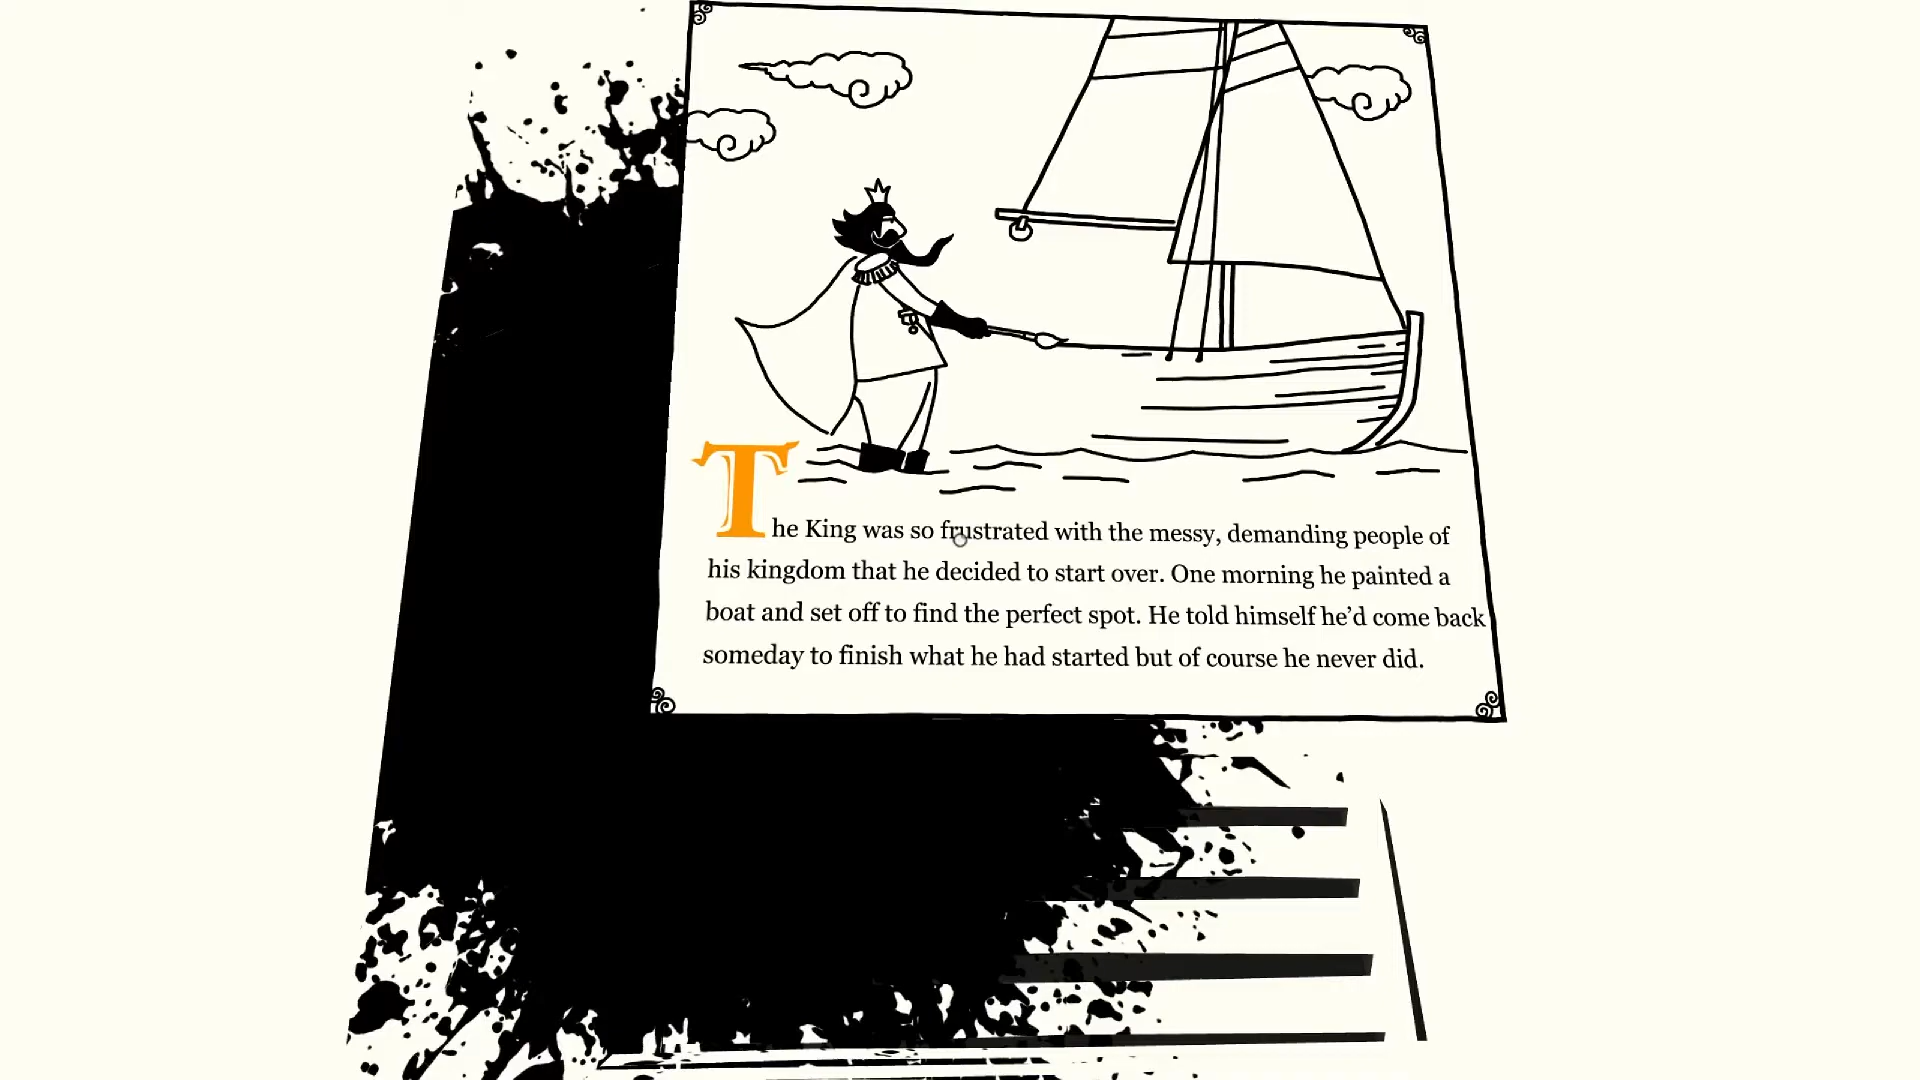 The King was so frustrated with the messy, demanding people of
his kingdom that he decided to start over. One morning he painted a
boat and set off to find the perfect spot. He told himself he’d come back
someday to finish what he had started but of course he never did.